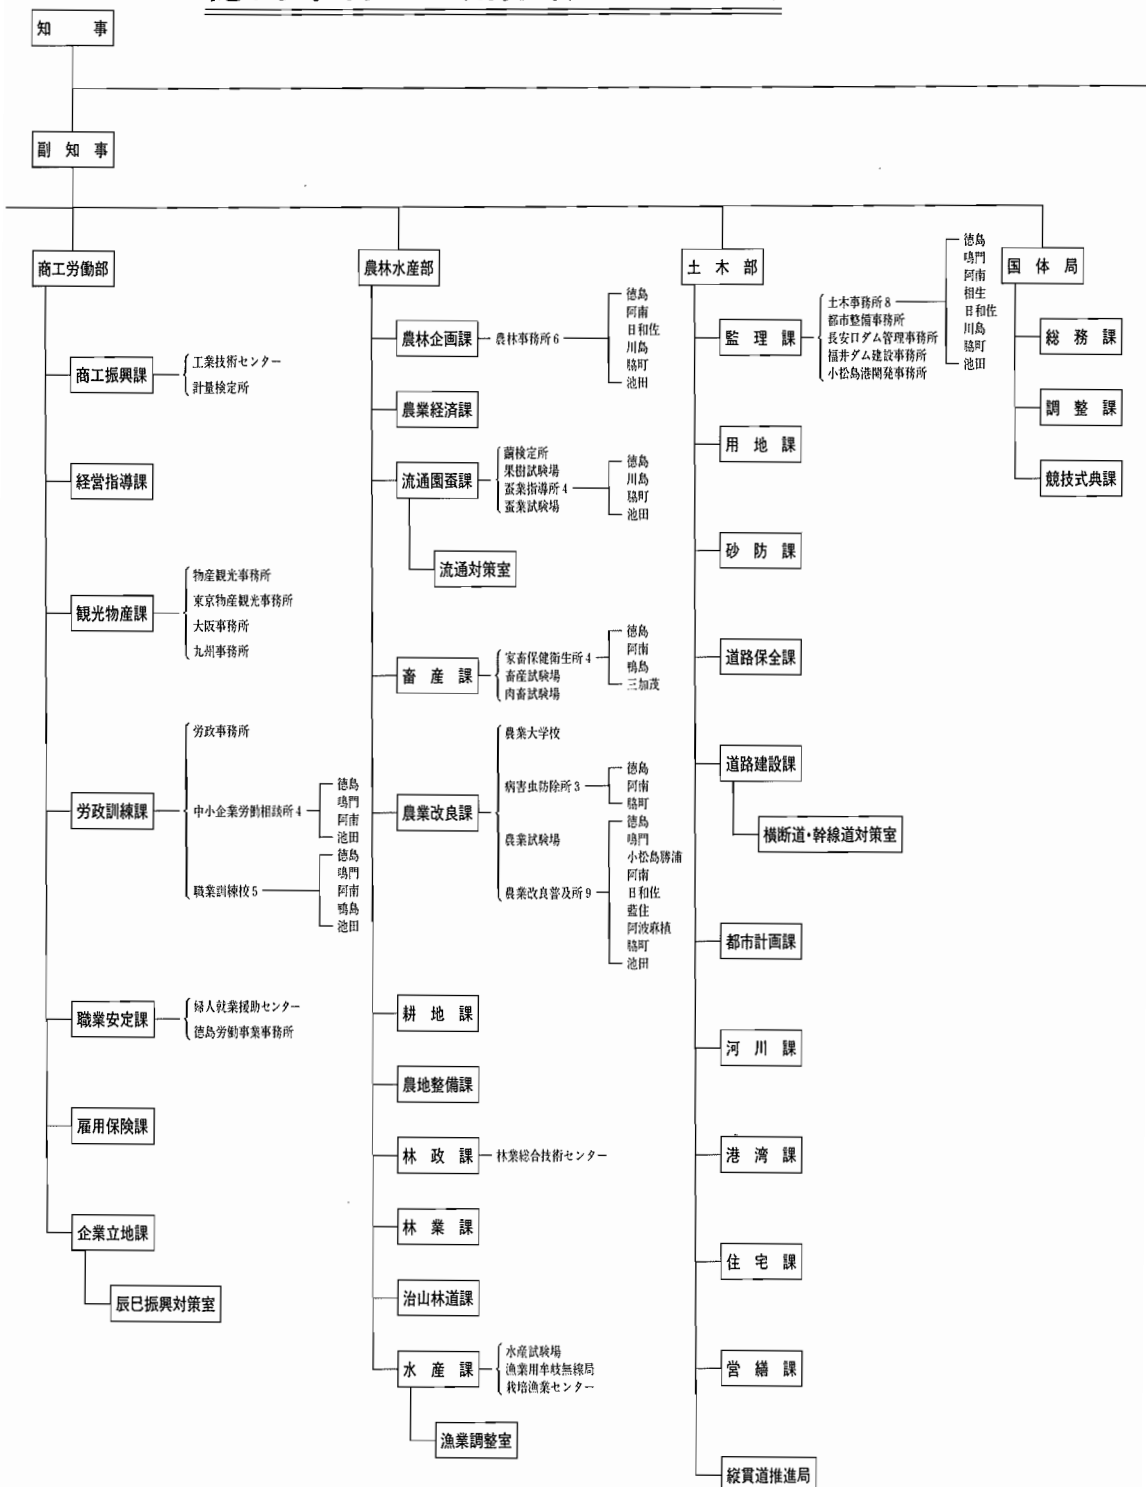 知事
副知事
商工労働部
商工振興課
工業技術センター
計量検定所
経営指導課
観光物産課
物産観光事務所
東京物産観光事務所
大阪事務所
九州事務所
労政訓練課
労政事務所
中小企業労働相談所4
徳島
鳴門
阿南
池田
職業訓練校5
徳島
鳴門
阿南
鴨島
池田
職業安定課
婦人就業援助センター
徳島労働事業事務所
雇用保険課
企業立地課
辰巳振興対策室
農林水産部
農林企画課
農林事務所6
徳島
阿南
日和佐
川島
脇町
池田
農業経済課
流通園蚕課
繭検定所
果樹試験場
蚕業指導所4
徳島
川島
脇町
池田
蚕業試験場
流通対策室
畜産課
家畜保健衛生所4
徳島
阿南
鴨島
三加茂
畜産試験場
肉畜試験場
農業改良課
農業大学校
病害虫防除所3
徳島
阿南
脇町
農業試験場
農業改良普及所9
徳島
鳴門
小松島勝浦
阿南
日和佐
藍住
阿波麻植
脇町
池田
耕地課
農地整備課
林政課
林業総合技術センター
林業課
治山林道課
水産課
水産試験場
漁業用牟岐無線局
栽培漁業センター
漁業調整室
土木部
監理課
土木事務所8
徳島
鳴門
阿南
相生
日和佐
川島
脇町
池田
都市整備事務所
長安口ダム管理事務所
福井ダム建設事務所
小松島港開発事務所
用地課
砂防課
道路保全課
道路建設課
横断道・幹線道対策室
都市計画課
河川課
港湾課
住宅課
営繕課
縦貫道推進局
国体局
総務課
調整課
競技式典課